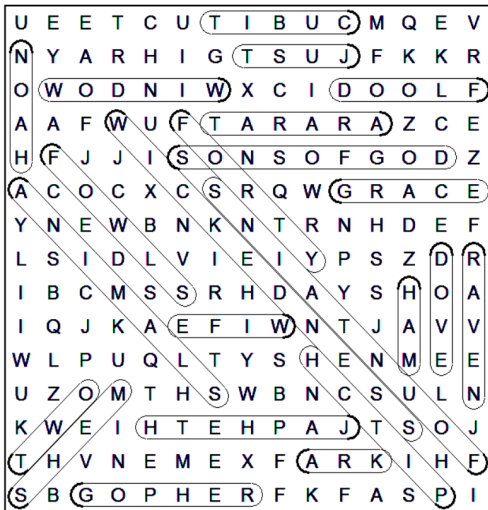 U E E T C U T I B U C M Q E V
N Y A R H I G T S U J F K K R
O W O D N I W X C I D O O L F
A A F W U F T A R A R A Z C E
H F J J I S O N S O F G O D Z
A C O C X C S R Q W G R A C E
Y N E W B N K N T R N H D E F
L S I D L V I E I Y P S Z D R
I B C M S S R H D A Y S H O A
I Q J K A E F I W N T J A V V
W L P U Q L T Y S H E N M E E
U Z O M T H S W B N C S U L N
K W E I H T E H P A J T S O J
T H V N E M E X F A R K I H F
S B G O P H E R F K F A S P I